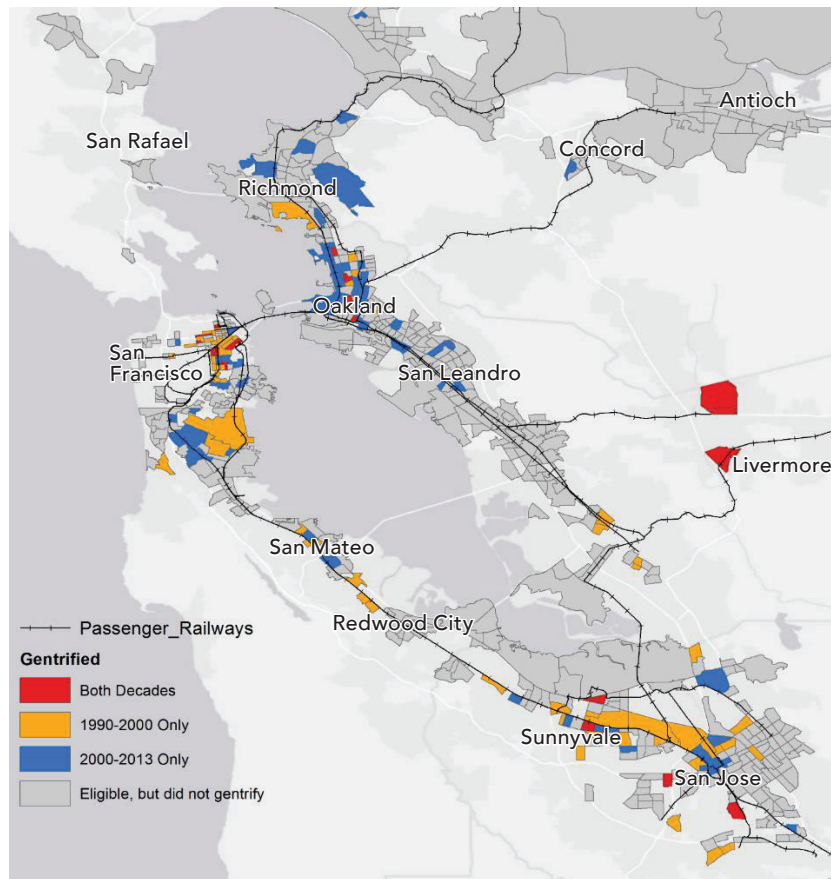 Antioch
San Rafael
Concord
Richmond
Oakland
San
Francisco
San Leandro
Livermore
San Mateo
Redwood City
Passenger_Railways
Gentrified
Both Decades
1990-2000 Only
Sunnyvale
2000-2013 Only
San Jose
Eligible, but did not gentrify